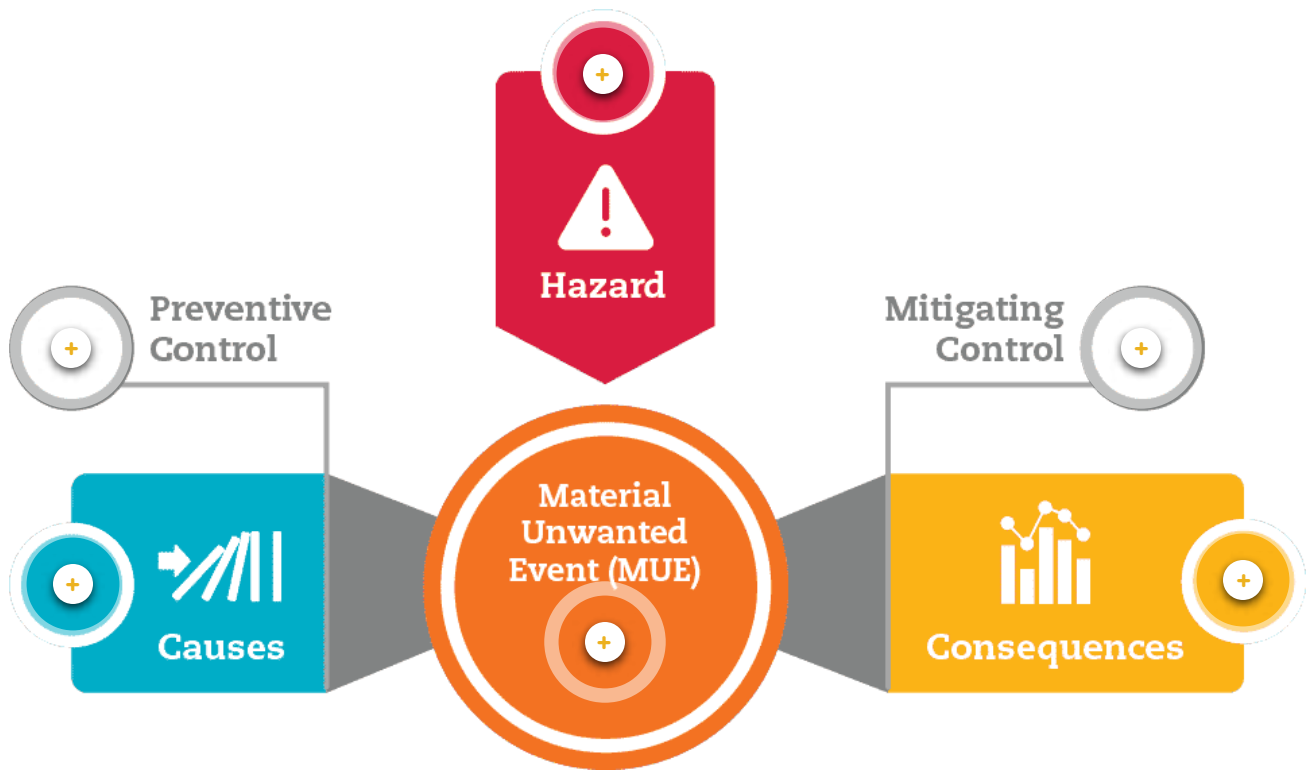 Hazard
Preventive
Control
Mitigating
Control
Material
Unwanted
Event (MUE)
Causes
Consequences